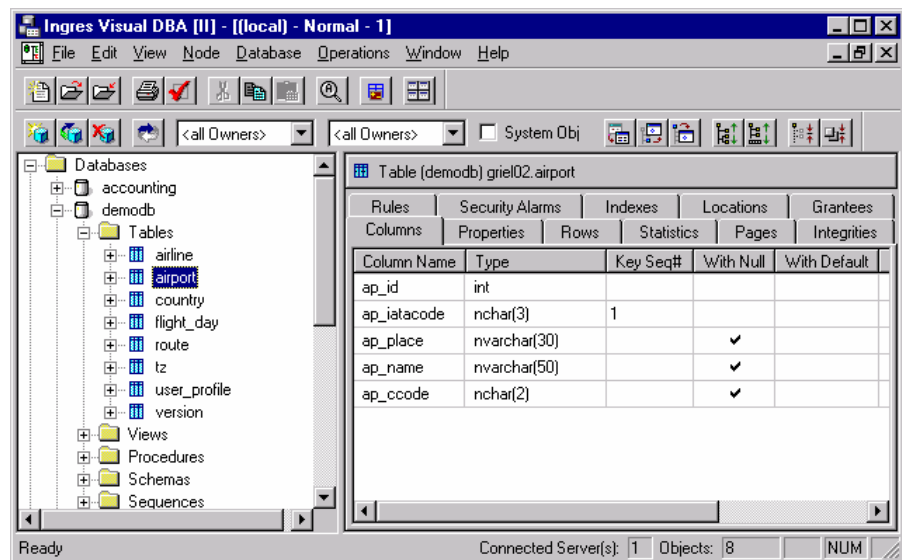 Ingres Visual DBA [II] - [(local) - Normal - 1]
File Edit View Node Database Operations Window Help
<all Owners> <all Owners> System Obj
Databases
accounting
demodb
Tables
airline
airport
country
flight_day
route
tz
user_profile
version
Views
Procedures
Schemas
Sequences
Table (demodb) griel02.airport
Rules Security Alarms Indexes Locations Grantees
Columns Properties Rows Statistics Pages Integrities
Column Name Type Key Seq# With Null With Default
ap_id int
ap_iatacode nchar(3) 1
ap_place nvarchar(30) ✔
ap_name nvarchar(50) ✔
ap_ccode nchar(2) ✔
Ready Connected Server(s): 1 Objects: 8 NUM